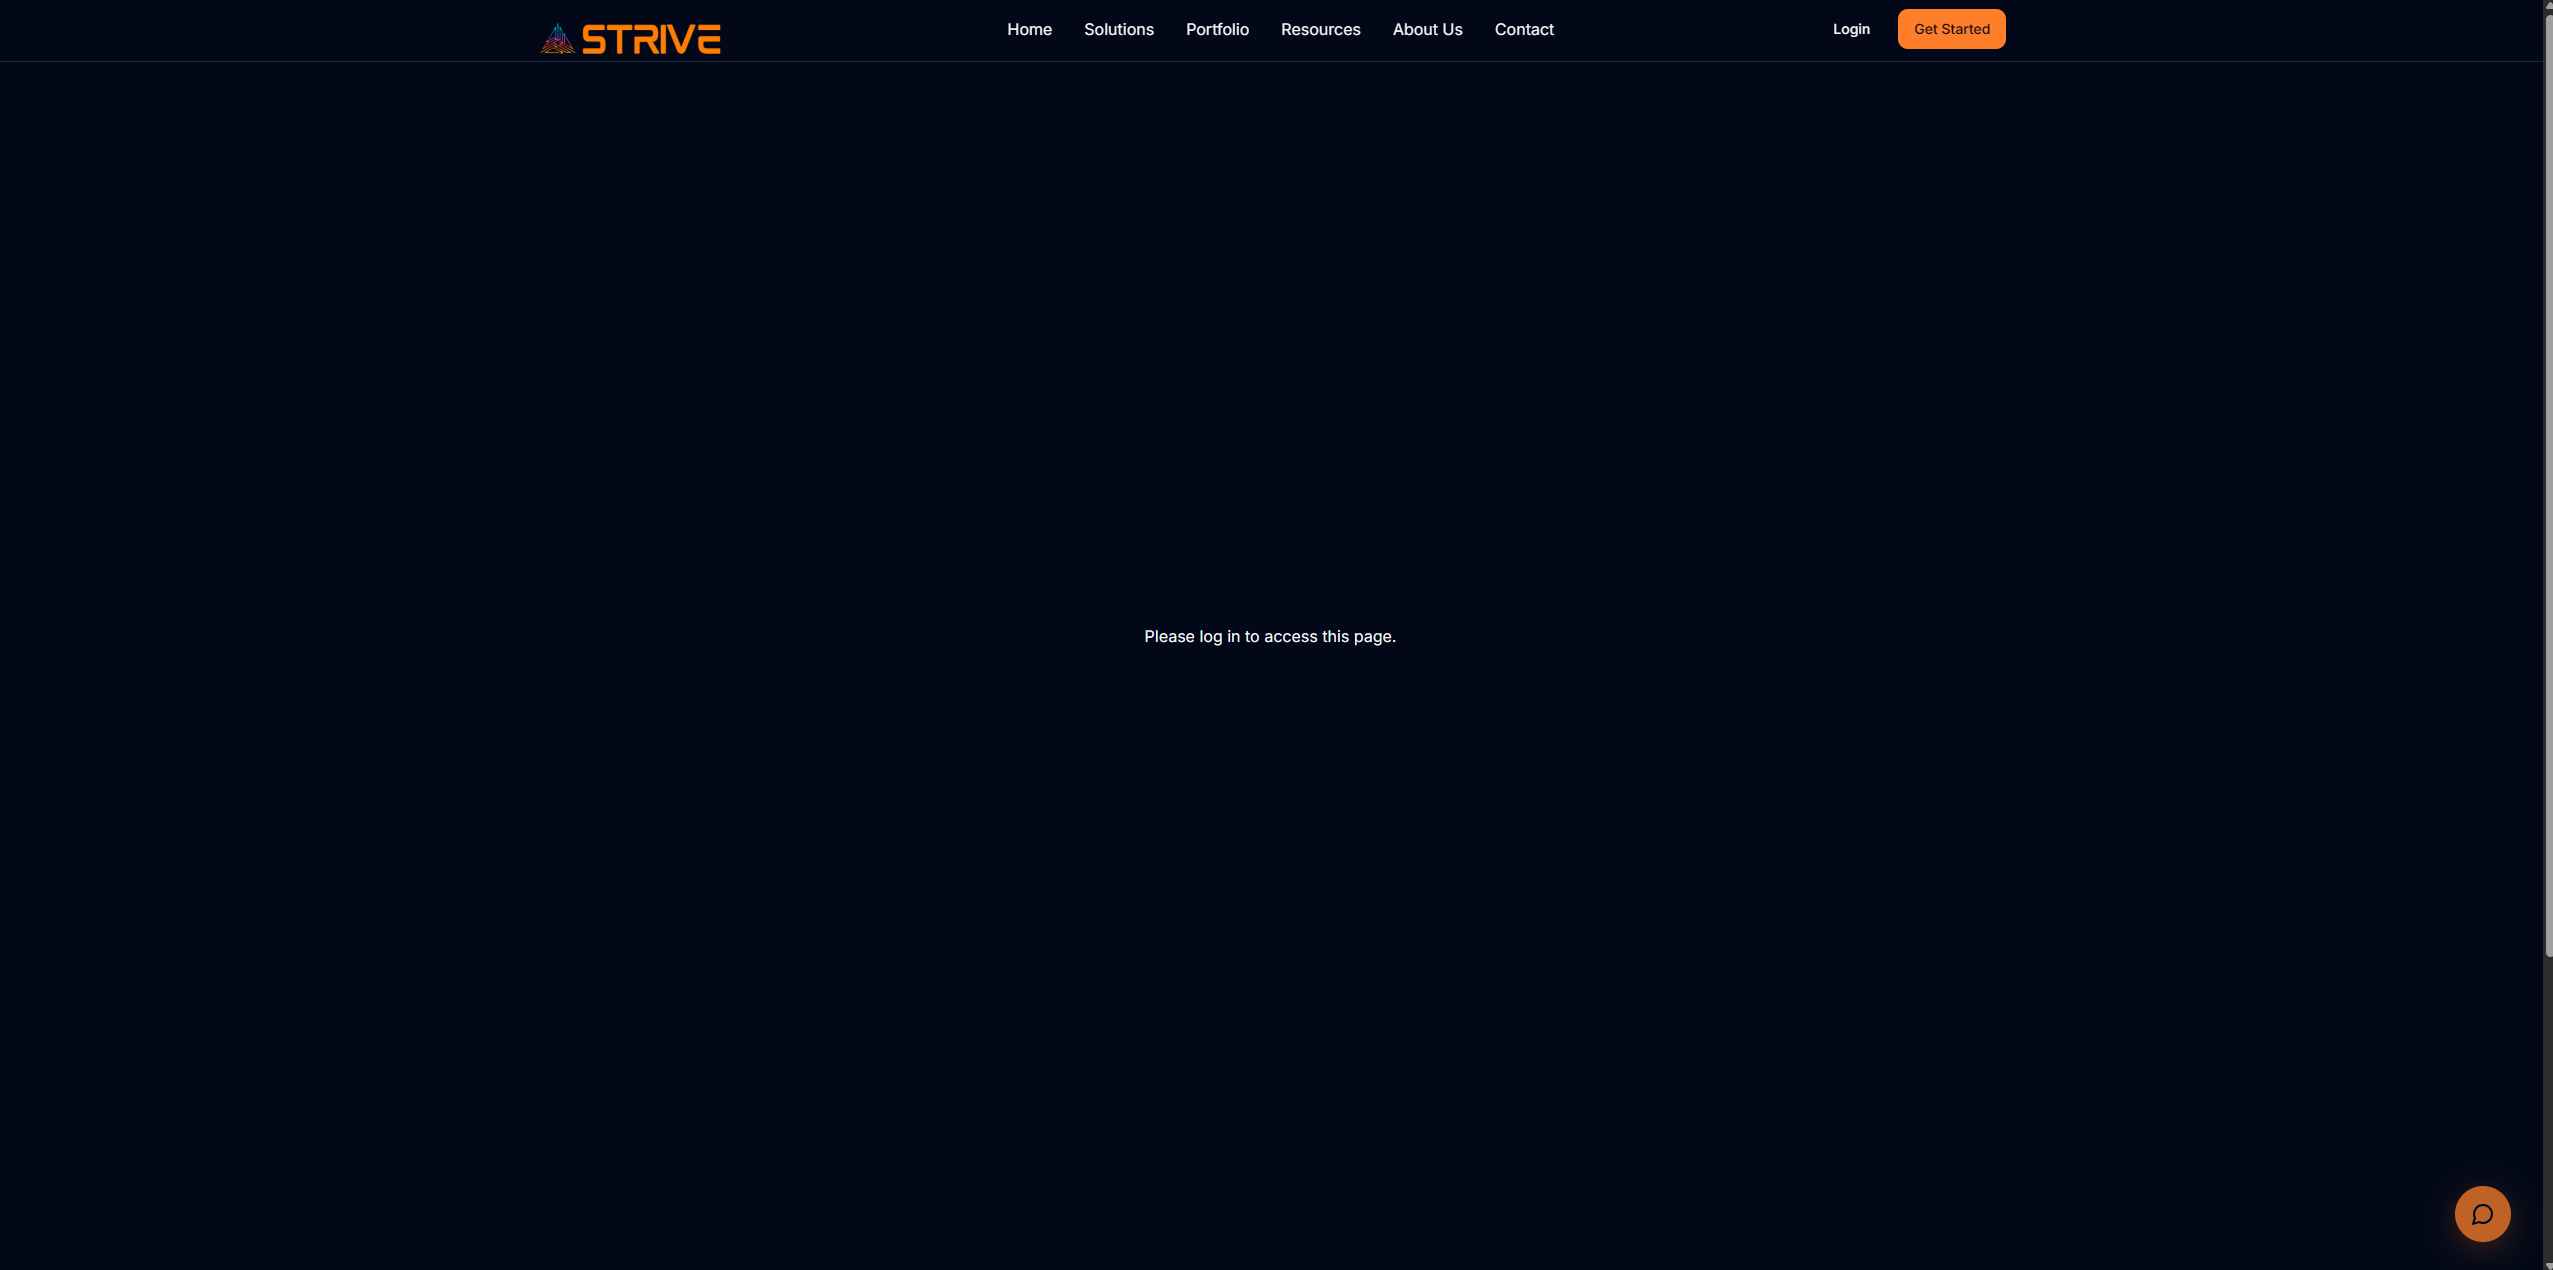 STRIVE
Home Solutions Portfolio Resources About Us Contact
Login Get Started
Please log in to access this page.